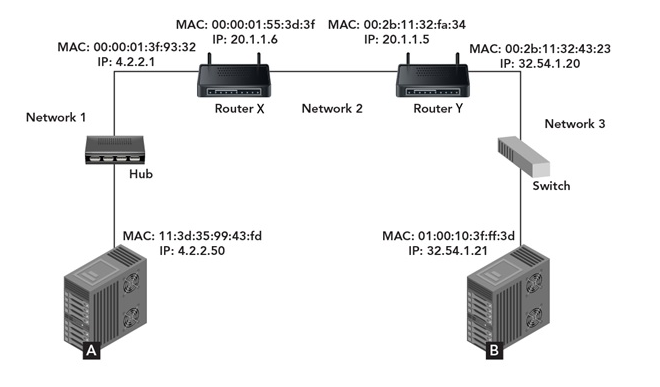 MAC: 00:00:01:55:3d:3f
IP: 20.1.1.6
MAC: 00:2b:11:32:fa:34
IP: 20.1.1.5
MAC: 00:00:01:3f:93:32
IP: 4.2.2.1
MAC: 00:2b:11:32:43:23
IP: 32.54.1.20
Router X
Network 2
Router Y
Network 1
Network 3
Hub
Switch
MAC: 11:3d:35:99:43:fd
IP: 4.2.2.50
MAC: 01:00:10:3f:ff:3d
IP: 32.54.1.21
A
B